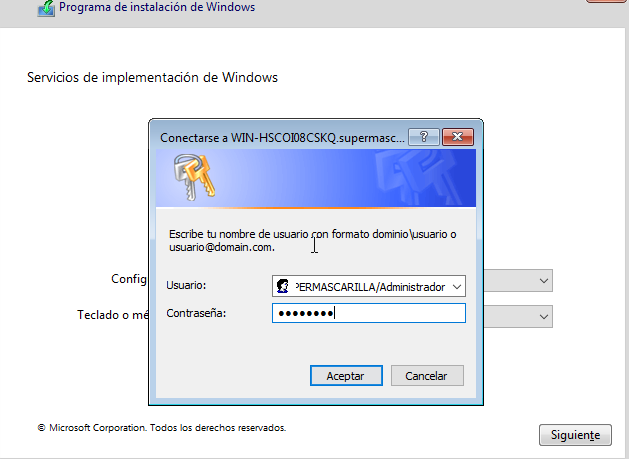 Programa de instalación de Windows
Servicios de implementación de Windows
Conectarse a WIN-HSCOI08CSKQ.supermasc...
Escribe tu nombre de usuario con formato dominio\usuario o
usuario@domain.com.
Config
Usuario:
PERMASCARILLA/Administrador
Teclado o mé
Contraseña:
••••••••
Aceptar
Cancelar
© Microsoft Corporation. Todos los derechos reservados.
Siguiente